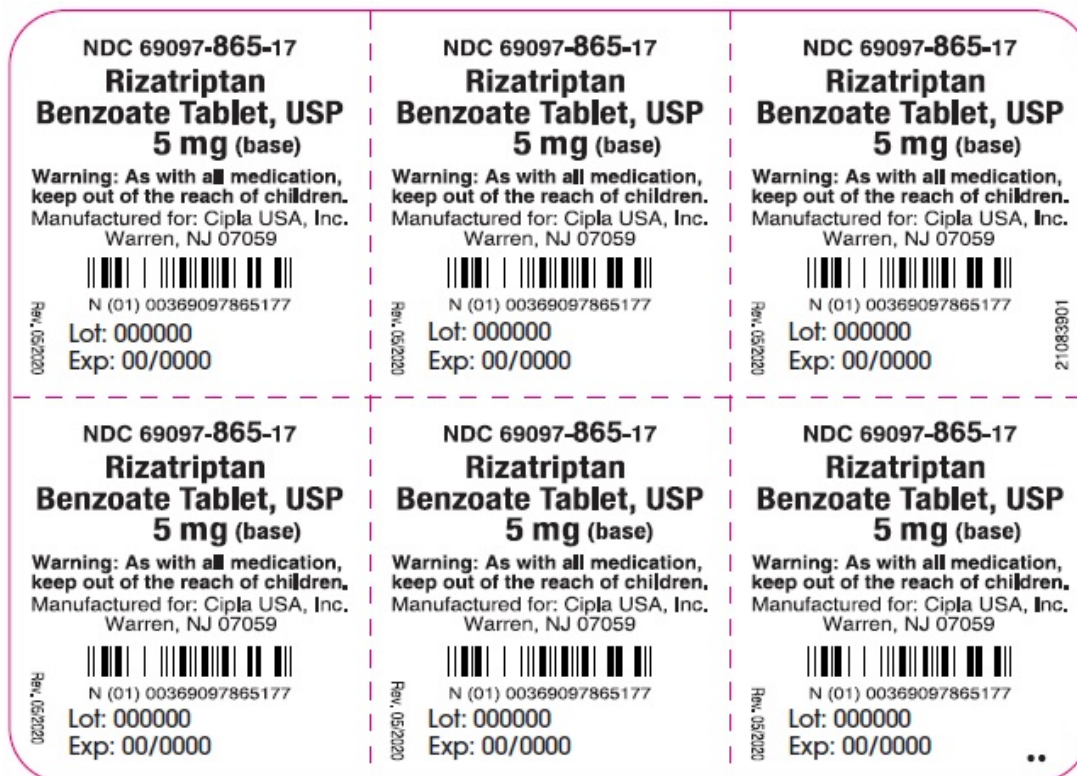 NDC 69097-865-17
Rizatriptan
Benzoate Tablet, USP
5 mg (base)
Warning: As with all medication,
keep out of the reach of children.
Manufactured for: Cipla USA, Inc.
Warren, NJ 07059
N (01) 00369097865177
Lot: 000000
Exp: 00/0000
Rev. 05/2020
NDC 69097-865-17
Rizatriptan
Benzoate Tablet, USP
5 mg (base)
Warning: As with all medication,
keep out of the reach of children.
Manufactured for: Cipla USA, Inc.
Warren, NJ 07059
N (01) 00369097865177
Lot: 000000
Exp: 00/0000
Rev. 05/2020
NDC 69097-865-17
Rizatriptan
Benzoate Tablet, USP
5 mg (base)
Warning: As with all medication,
keep out of the reach of children.
Manufactured for: Cipla USA, Inc.
Warren, NJ 07059
N (01) 00369097865177
Lot: 000000
Exp: 00/0000
Rev. 05/2020
21083901
NDC 69097-865-17
Rizatriptan
Benzoate Tablet, USP
5 mg (base)
Warning: As with all medication,
keep out of the reach of children.
Manufactured for: Cipla USA, Inc.
Warren, NJ 07059
N (01) 00369097865177
Lot: 000000
Exp: 00/0000
Rev. 05/2020
NDC 69097-865-17
Rizatriptan
Benzoate Tablet, USP
5 mg (base)
Warning: As with all medication,
keep out of the reach of children.
Manufactured for: Cipla USA, Inc.
Warren, NJ 07059
N (01) 00369097865177
Lot: 000000
Exp: 00/0000
Rev. 05/2020
NDC 69097-865-17
Rizatriptan
Benzoate Tablet, USP
5 mg (base)
Warning: As with all medication,
keep out of the reach of children.
Manufactured for: Cipla USA, Inc.
Warren, NJ 07059
N (01) 00369097865177
Lot: 000000
Exp: 00/0000
Rev. 05/2020